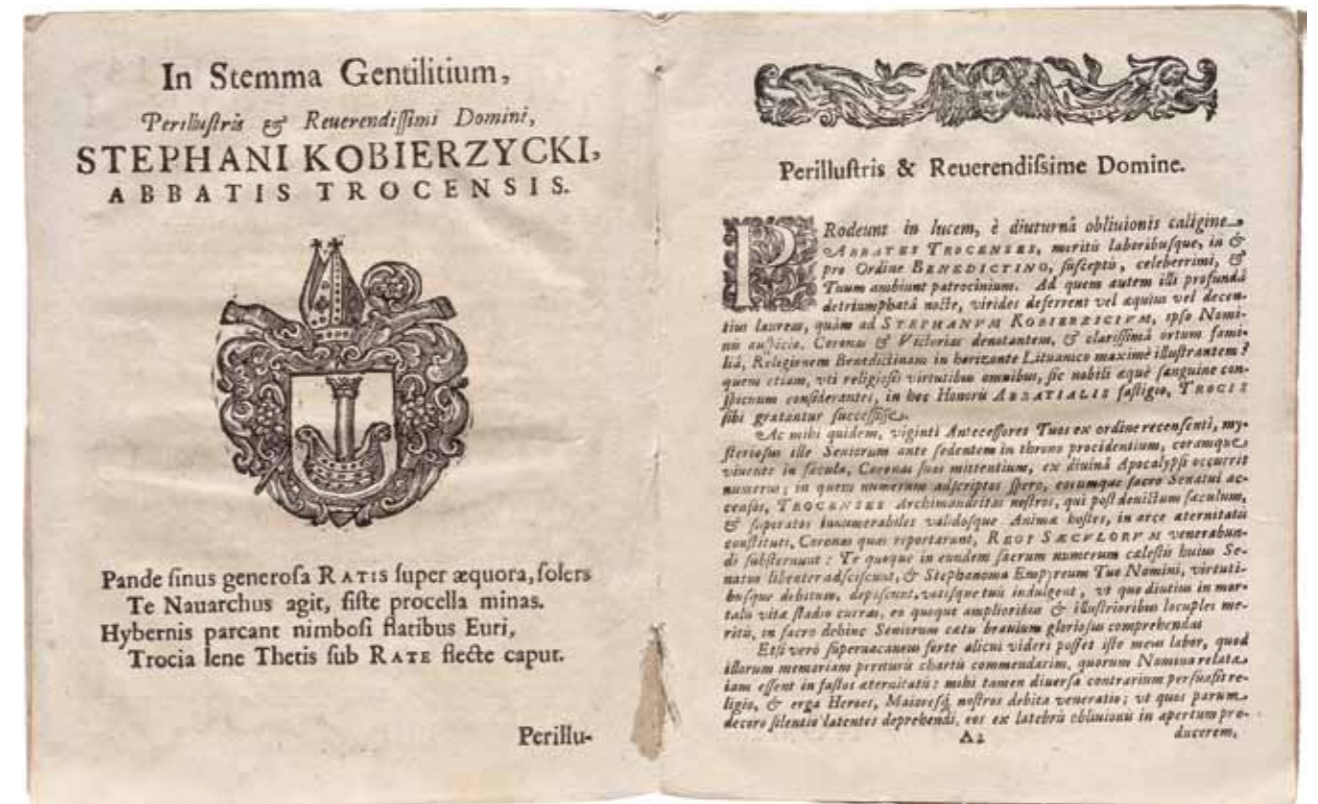 In Stemma Gentilitium,
Perillustris & Reuerendiſſimi Domini,
STEPHANI KOBIERZYCKI,
ABBATIS TROCENSIS.
Pande ſinus generoſa RATIS ſuper æquora, ſolers
Te Nauarchus agit, ſiſte procella minas.
Hybernis parcant nimboſi flatibus Euri,
Trocia lene Thetis ſub RATE flecte caput.
Perillu-
Perilluſtris & Reuerendiſsime Domine.
PRodeunt in lucem, è diuturnâ obliuionis caligine
ABBATES TROCENSES, meritis laboribuſque, in &
pro Ordine BENEDICTINO, ſuſceptis, celeberrimi, &
Tuum ambiunt patrocinium. Ad quem autem illi profundâ
detriumphatâ nocte, virides deferrent vel æquius vel decen-
tius laureas, quàm ad STEPHANVM KOBIERZICIVM, ipſo Nomi-
nis auſpicio, Coronas & Victorias denotantem, & clariſſimâ ortum fami-
liâ, Religionem Benedictinam in horizonte Lituanico maximè illuſtrantem?
quem etiam, vti religioſis virtutibus omnibus, ſic nobili æquè ſanguine con-
ſpicuum conſiderantes, in hoc Honoris ABBATIALIS faſtigio, TROCIS
ſibi gratantur ſucceſſiſſe.
Ac mihi quidem, viginti Anteceſſores Tuos ex ordine recenſenti, my-
ſterioſus ille Seniorum ante ſedentem in throno procidentium, coramque
viuente in ſæcula, Coronas ſuas mittentium, ex diuinâ Apocalypſi occurrit
numerus; in quem numerum adſcriptos ſpero, eorumque ſacro Senatui ac-
cenſos, TROCENSES Archimandritas noſtros, qui poſt deuictum ſæculum,
& ſuperatos innumerabiles validoſque Animæ hoſtes, in arce æternitatis
conſtituti, Coronas quas reportarunt, REGI SÆCVLORVM venerabun-
di ſubſternunt: Te quoque in eundem ſacrum numerum cæleſtis huius Se-
natus libenter adſciſcunt, & Stephanoma Empyreum Tuo Nomini, virtuti-
buſque debitum, depoſcunt, votiſque tuis indulgent, vt quo diutius in mor-
talis vitæ ſtadio curras, eo quoque amplioribus & illuſtrioribus locuples me-
ritis, in ſacro dehinc Seniorum cætu brauium glorioſus comprehendas
Etſi verò ſuperuacaneus forte alicui videri poſſet iſte meus labor, quod
illorum memoriam perituris chartis commendarim, quorum Nomina relata
iam eſſent in faſtos æternitatis: mihi tamen diuerſa contrarium perſuaſit re-
ligio, & erga Heroes, Maioreſq́; noſtros debita veneratio; vt quos parum
decoro ſilentio latentes deprehendi, eos ex latebris obliuionis in apertum pro-
A2
ducerem,